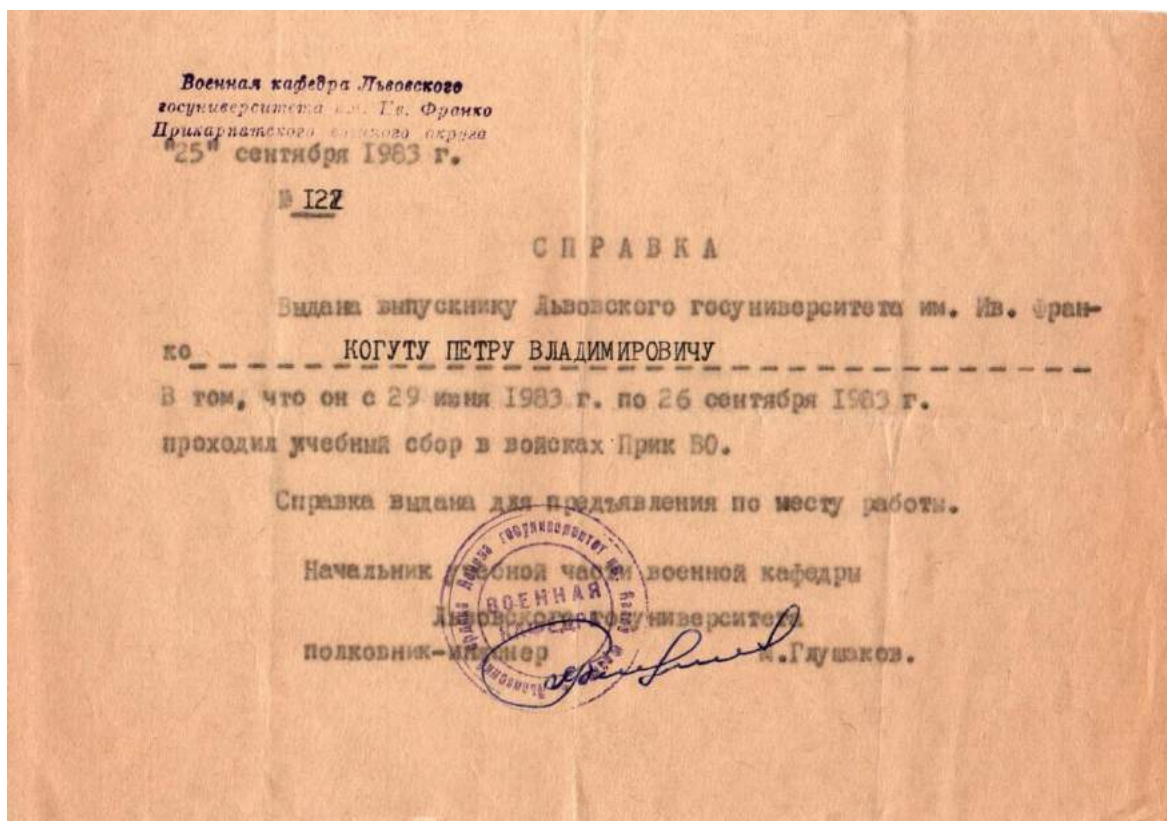 Военная кафедра Львовского
госуниверситета им. Ив. Франко
Прикарпатского военного округа
"25" сентября 1983 г.
№ 122
СПРАВКА
Выдана выпускнику Львовского госуниверситета им. Ив. Фран-
ко КОГУТУ ПЕТРУ ВЛАДИМИРОВИЧУ
В том, что он с 29 июня 1983 г. по 26 сентября 1983 г.
проходил учебный сбор в войсках Прик ВО.
Справка выдана для предъявления по месту работы.
Начальник учебной части военной кафедры
Львовского госуниверситета
полковник-инженер М.Глушаков.
ВОЕННАЯ
КАФЕДРА